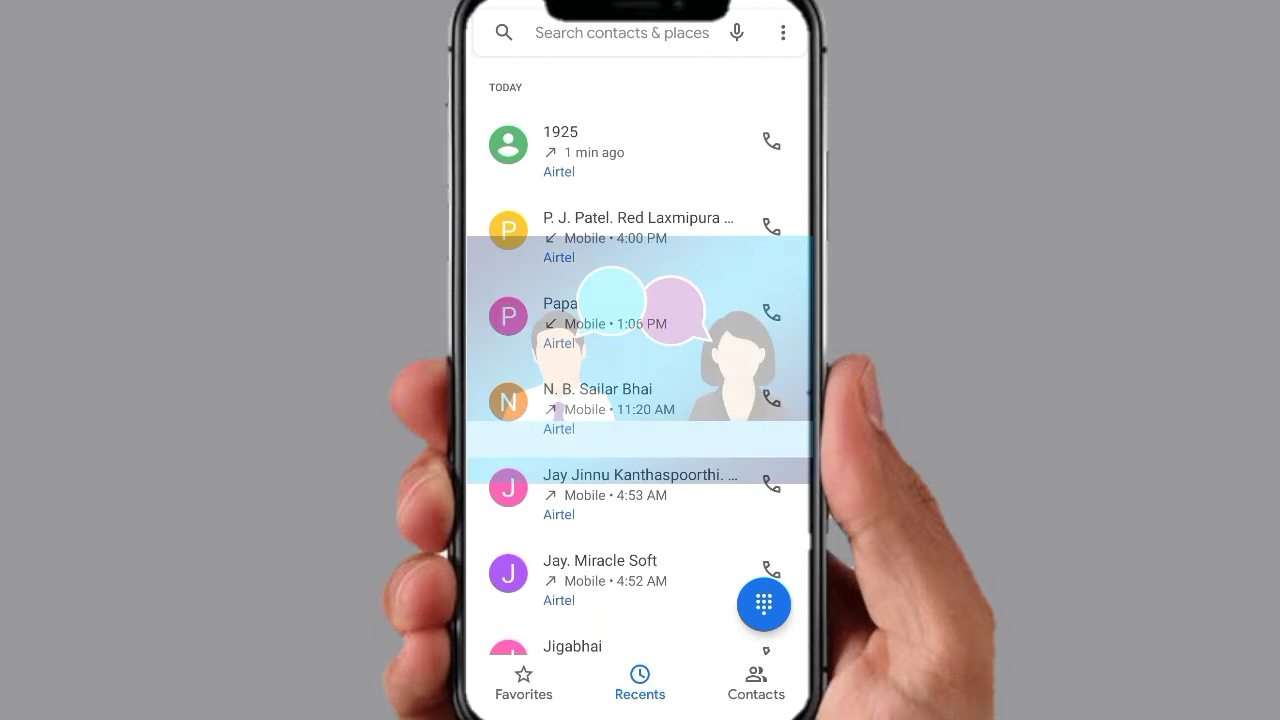 Search contacts & places
TODAY
1925
1 min ago
Airtel
P
P. J. Patel. Red Laxmipura ...
Mobile • 4:00 PM
Airtel
P
Papa
Mobile • 1:06 PM
Airtel
N
N. B. Sailar Bhai
Mobile • 11:20 AM
Airtel
J
Jay Jinnu Kanthaspoorthi. ...
Mobile • 4:53 AM
Airtel
J
Jay. Miracle Soft
Mobile • 4:52 AM
Airtel
Jigabhai
Favorites
Recents
Contacts